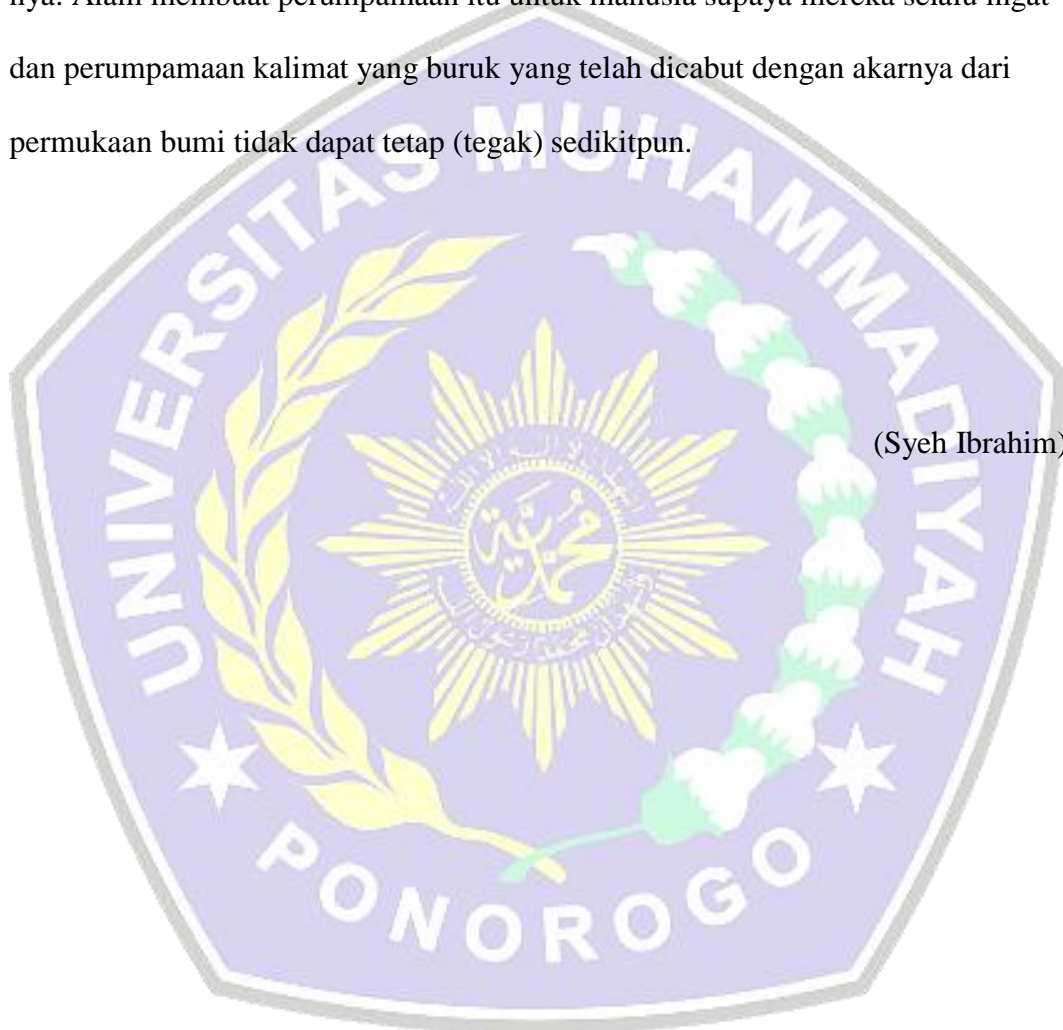 nya. Allah membuat perumpamaan itu untuk manusia supaya mereka selalu ingat
dan perumpamaan kalimat yang buruk yang telah dicabut dengan akarnya dari
permukaan bumi tidak dapat tetap (tegak) sedikitpun.
(Syeh Ibrahim)
UNIVERSITAS MUHAMMADIYAH
محمدية
PONOROGO